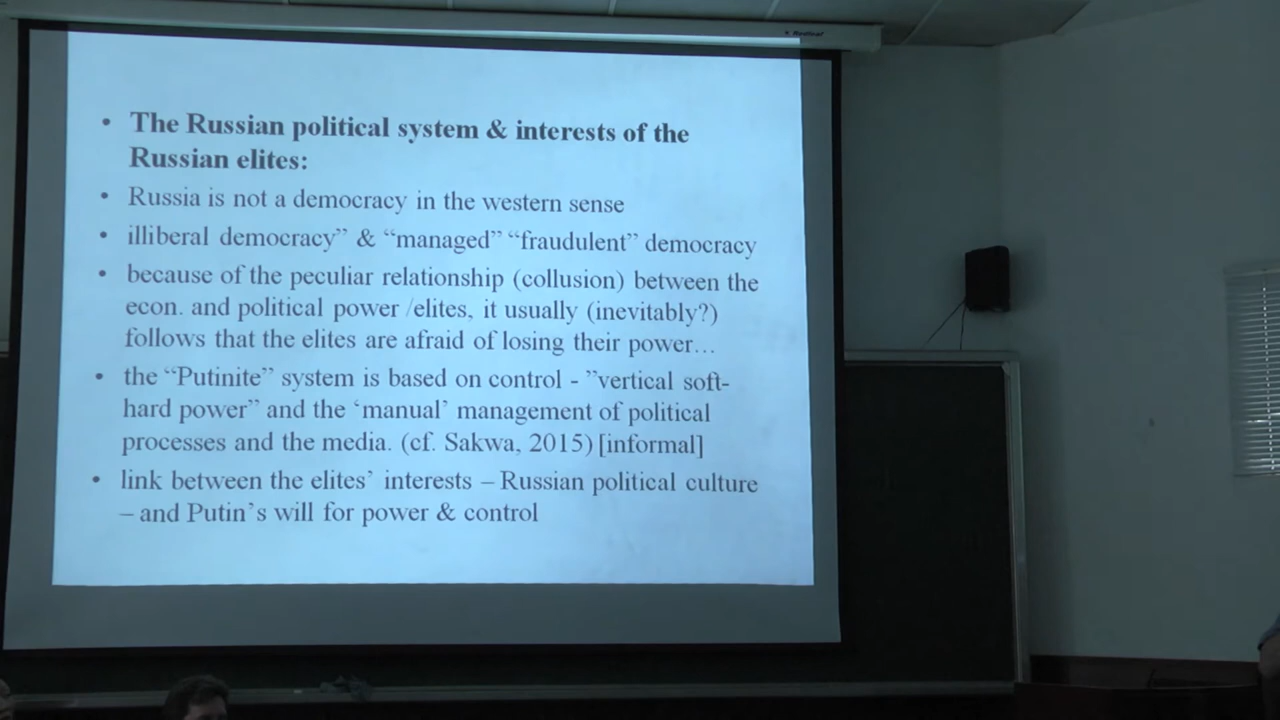 Redleaf
• The Russian political system & interests of the
Russian elites:
• Russia is not a democracy in the western sense
• illiberal democracy” & “managed” “fraudulent” democracy
• because of the peculiar relationship (collusion) between the
econ. and political power /elites, it usually (inevitably?)
follows that the elites are afraid of losing their power…
• the “Putinite” system is based on control - ”vertical soft-
hard power” and the ‘manual’ management of political
processes and the media. (cf. Sakwa, 2015) [informal]
• link between the elites’ interests – Russian political culture
– and Putin’s will for power & control